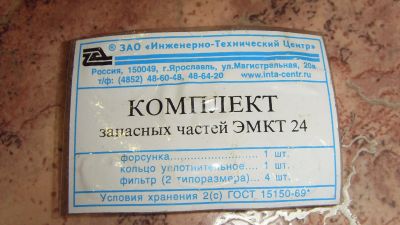 ® ЗАО «Инженерно-Технический Центр»
Россия, 150049, г.Ярославль, ул.Магистральная, 20а.
т/ф: (4852) 48-60-48, 48-64-20 www.inta-centr.ru
КОМПЛЕКТ
запасных частей ЭМКТ 24
форсунка 1 шт.
кольцо уплотнительное 1 шт.
фильтр (2 типоразмера) 4 шт.
Условия хранения 2(с) ГОСТ 15150-69*